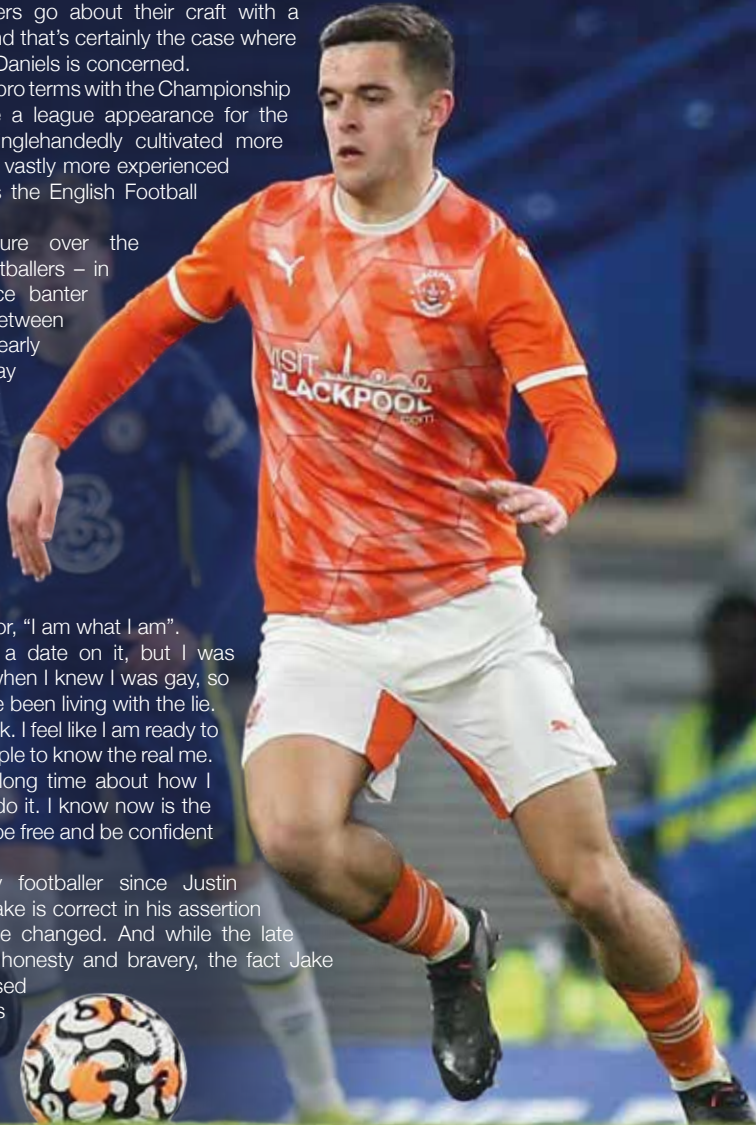 ers go about their craft with a
nd that’s certainly the case where
Daniels is concerned.
pro terms with the Championship
e a league appearance for the
nglehandedly cultivated more
vastly more experienced
s the English Football
ure over the
tballers – in
ce banter
etween
early
ay
or, “I am what I am”.
a date on it, but I was
when I knew I was gay, so
e been living with the lie.
k. I feel like I am ready to
ple to know the real me.
long time about how I
do it. I know now is the
be free and be confident
y footballer since Justin
ake is correct in his assertion
e changed. And while the late
honesty and bravery, the fact Jake
sed
s
VISIT
BLACKPOOL
.com